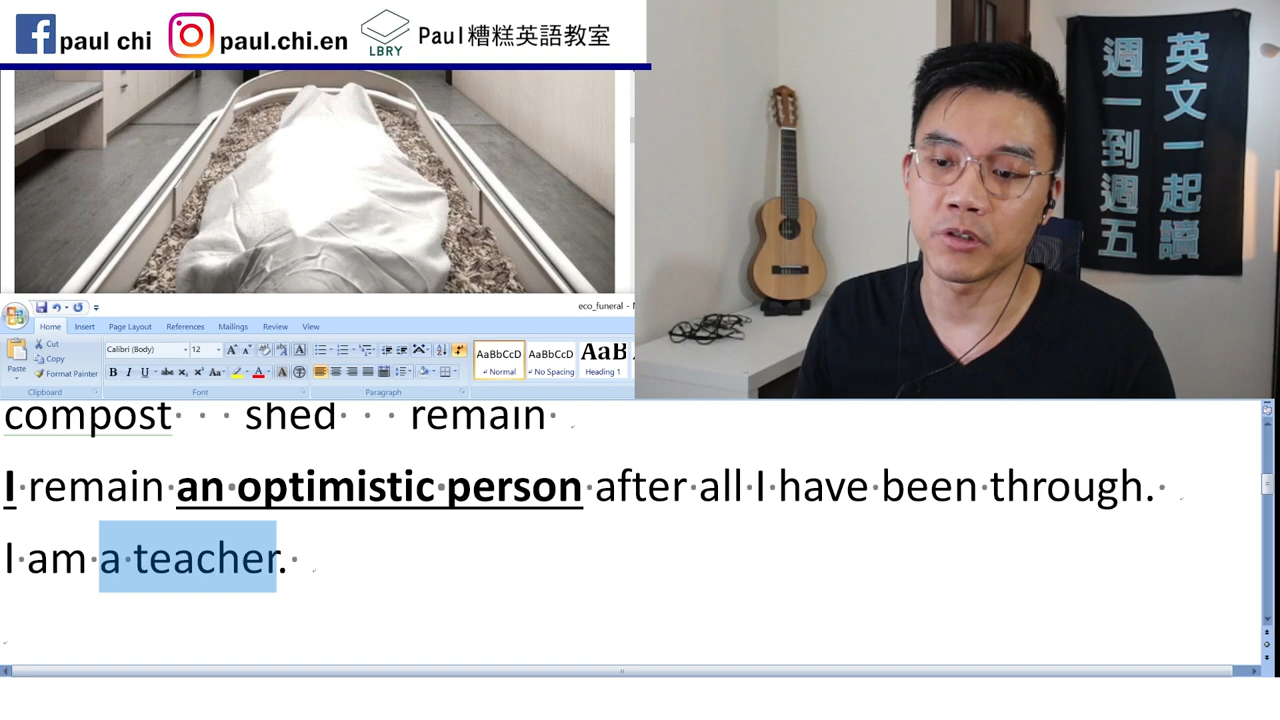 paul chi
paul.chi.en
LBRY
Paul糟糕英語教室
英文一起讀
週一到週五
eco_funeral -
Home Insert Page Layout References Mailings Review View
Paste
Cut
Copy
Format Painter
Clipboard
Calibri (Body) 12
Font
Paragraph
AaBbCcD
Normal
AaBbCcD
No Spacing
AaB
Heading 1
compost shed remain
I remain an optimistic person after all I have been through.
I am a teacher.